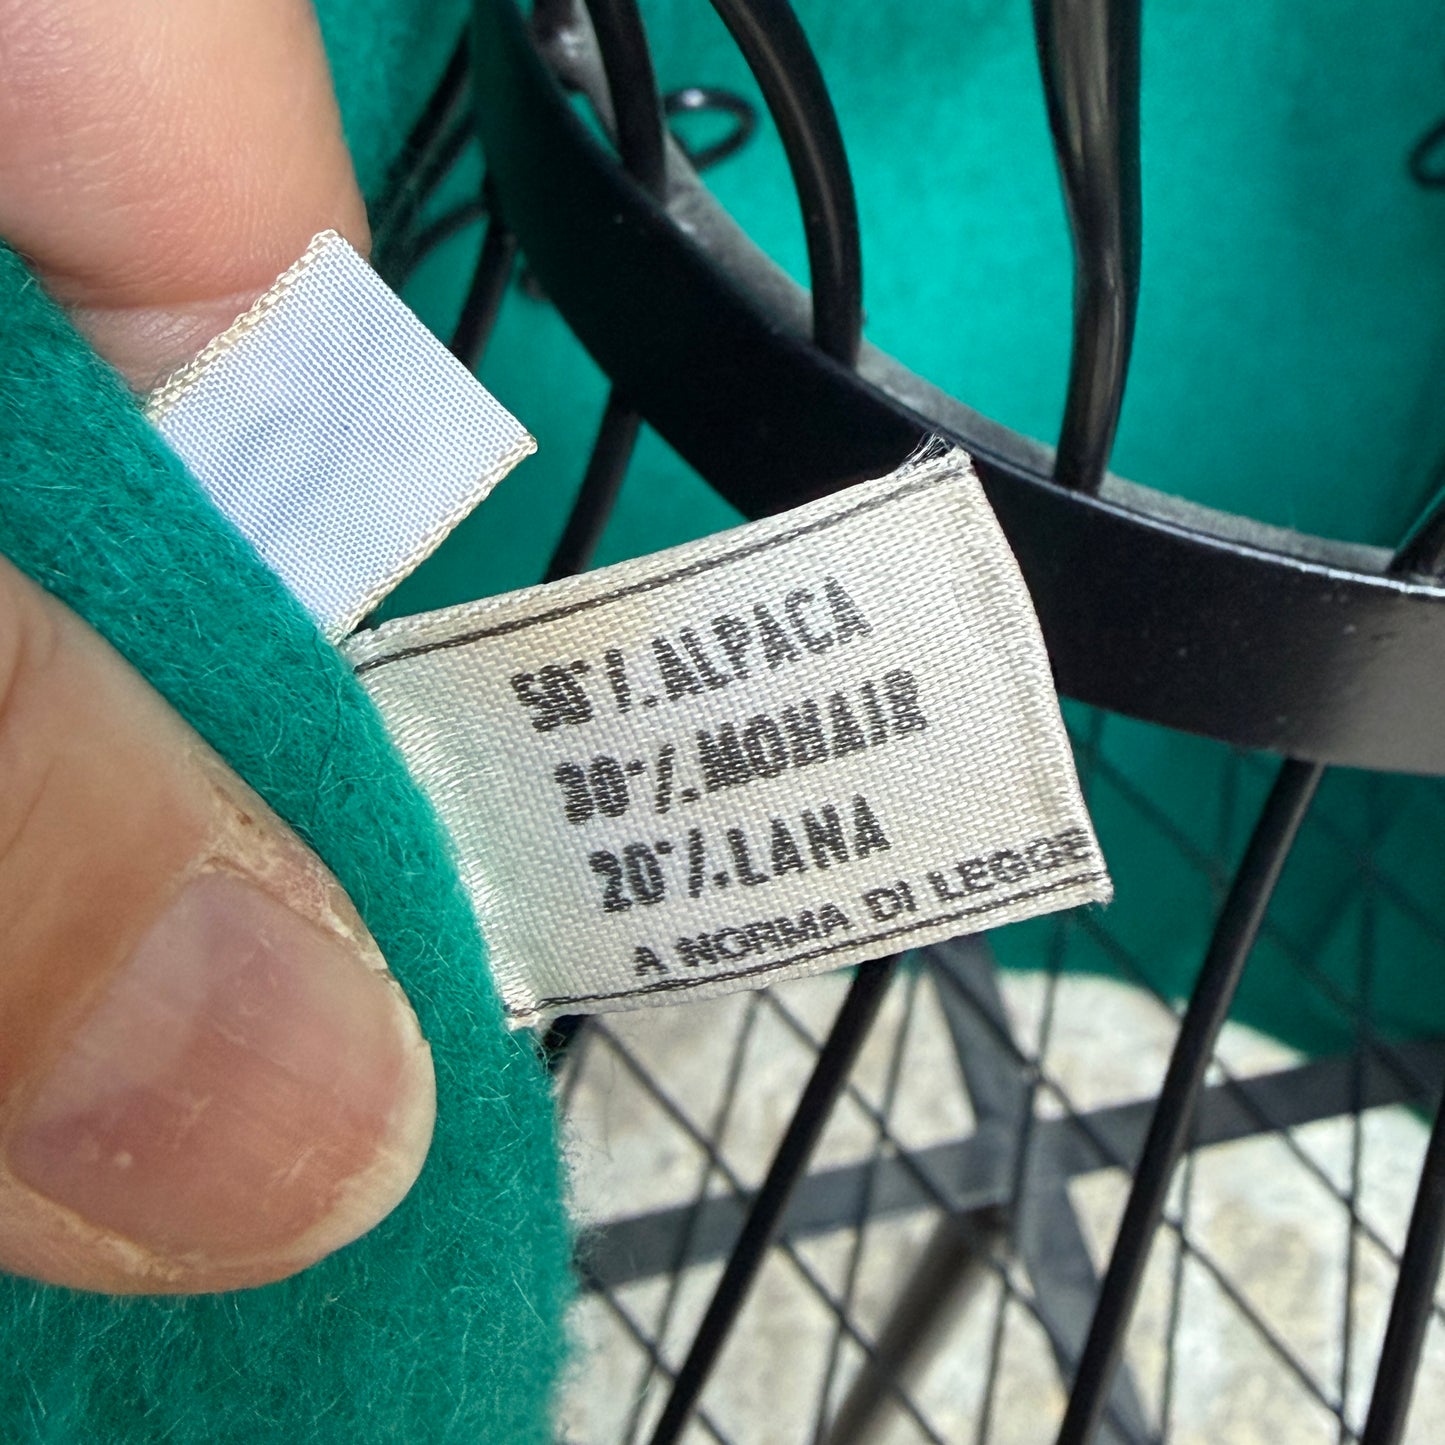 50% ALPACA
30% MOHAIR
20% LANA
A NORMA DI LEGGE